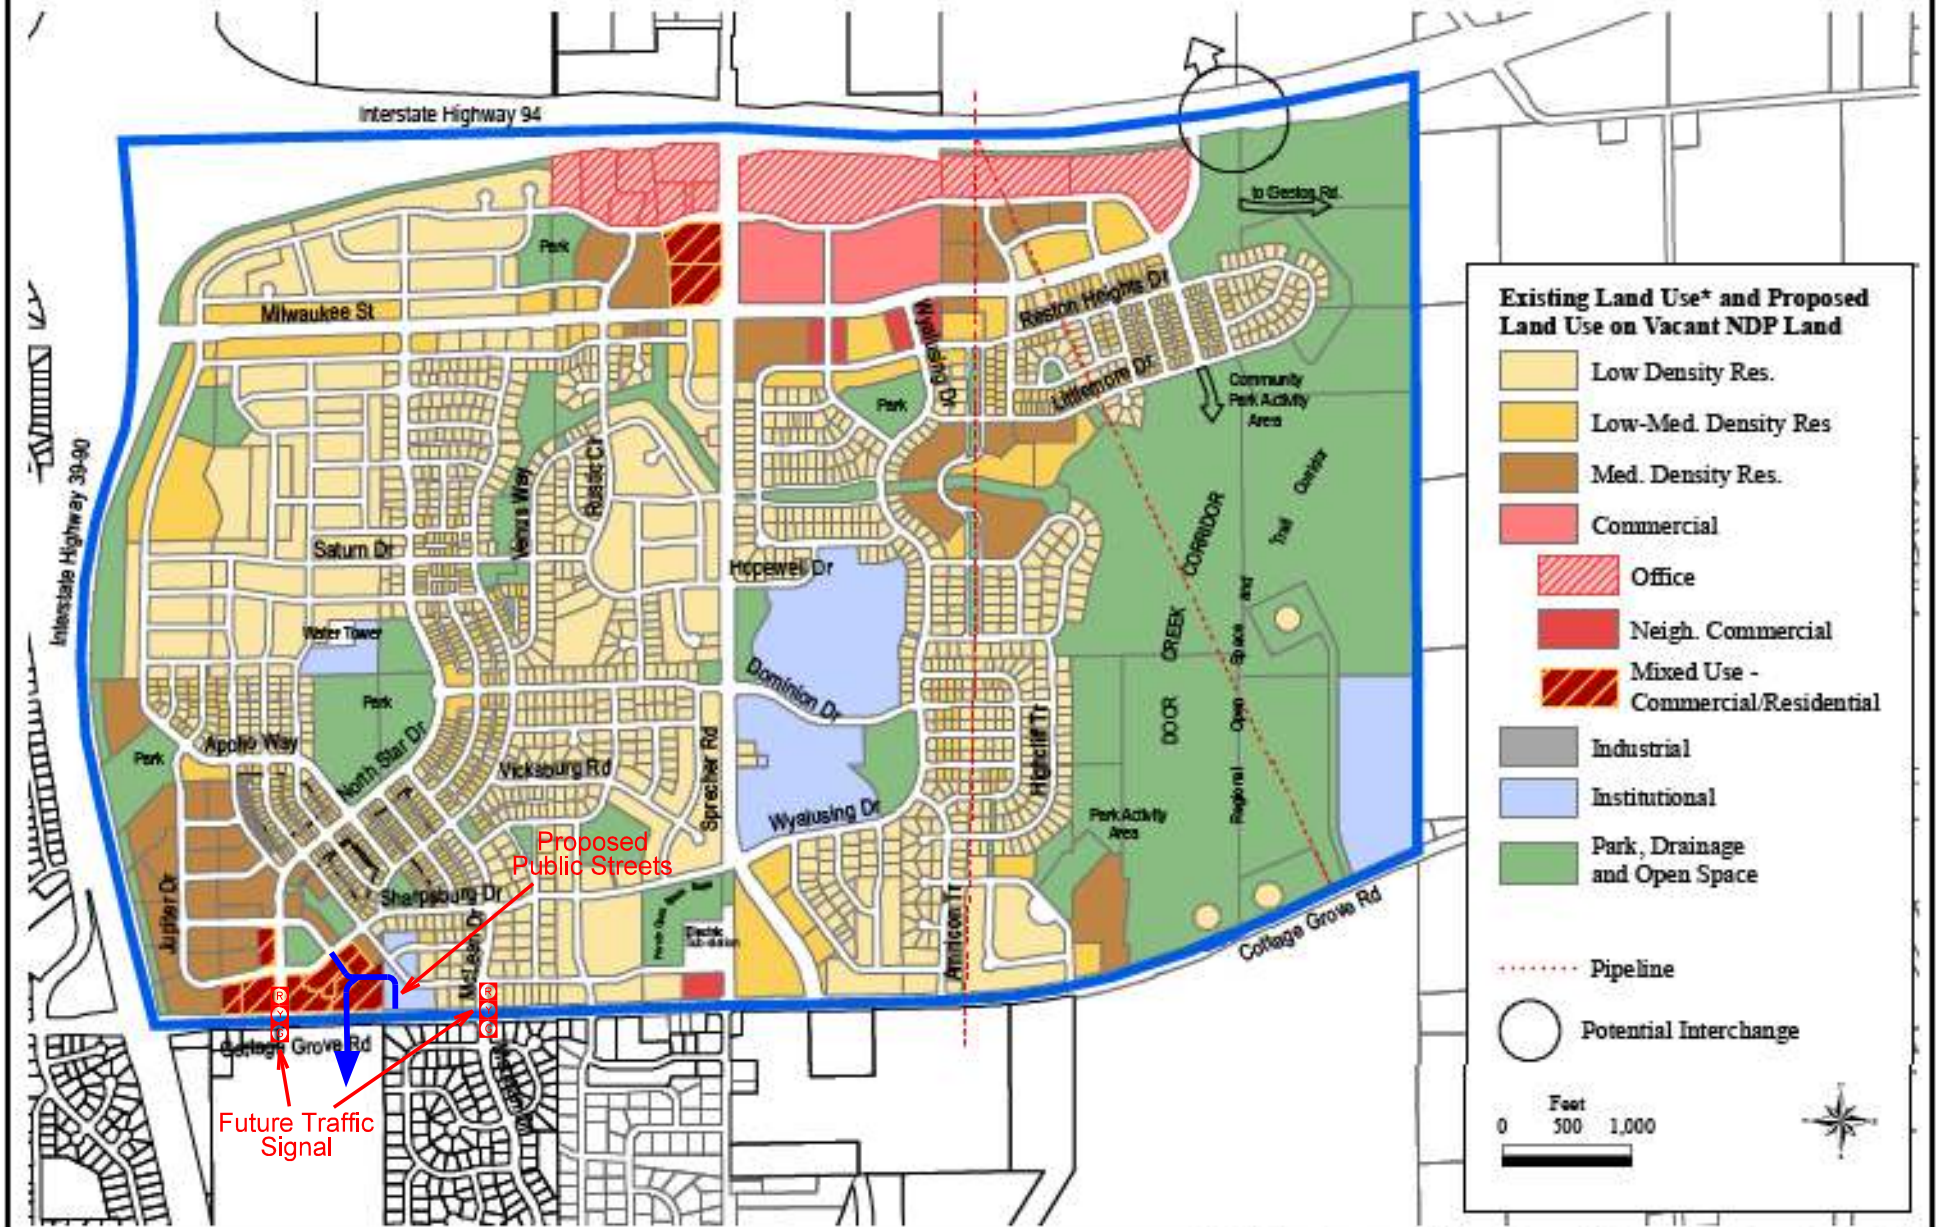 Interstate Highway 94
to Gaston Rd.
Park
Milwaukee St
Reston Heights Dr
Wyalusing Dr
Littlemore Dr
Community
Park Activity
Area
Park
Interstate Highway 39-90
Rustic Cir
Venus Way
Saturn Dr
Hopewell Dr
Trail Corridor
DOOR CREEK CORRIDOR
Regional Open Space and
Water Tower
Park
Dominion Dr
Apollo Way
Park
North Star Dr
Vicksburg Rd
Sprecher Rd
Highcliff Tr
Wyalusing Dr
Park Activity
Area
Proposed
Public Streets
Sharpsburg Dr
Jupiter Dr
McLean Dr
Electric
Sub-station
Annicon Tr
Cottage Grove Rd
R
Y
G
R
Y
G
Cottage Grove Rd
Future Traffic
Signal
Existing Land Use* and Proposed
Land Use on Vacant NDP Land
Low Density Res.
Low-Med. Density Res
Med. Density Res.
Commercial
Office
Neigh. Commercial
Mixed Use -
Commercial/Residential
Industrial
Institutional
Park, Drainage
and Open Space
Pipeline
Potential Interchange
Feet
0 500 1,000